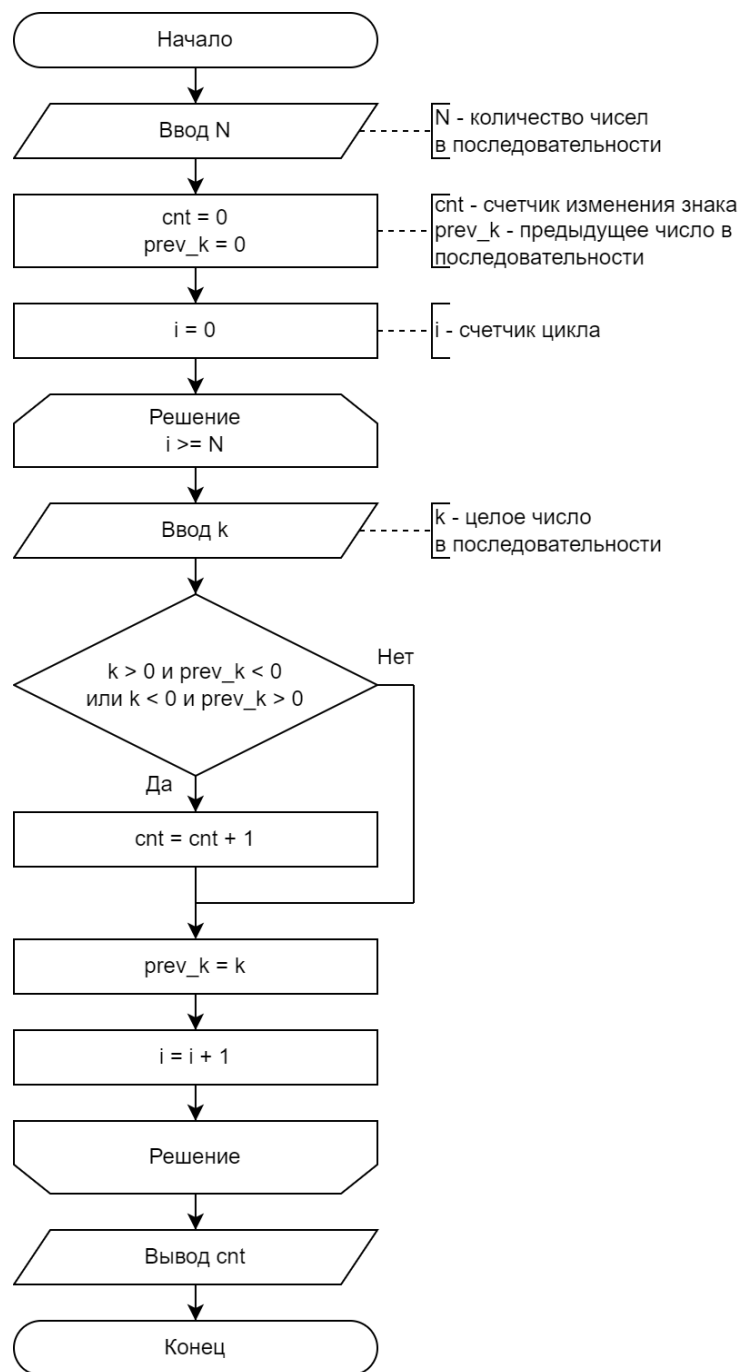 Начало
Ввод N
N - количество чисел
в последовательности
cnt = 0
prev_k = 0
cnt - счетчик изменения знака
prev_k - предыдущее число в
последовательности
i = 0
i - счетчик цикла
Решение
i >= N
Ввод k
k - целое число
в последовательности
k > 0 и prev_k < 0
или k < 0 и prev_k > 0
Нет
Да
cnt = cnt + 1
prev_k = k
i = i + 1
Решение
Вывод cnt
Конец